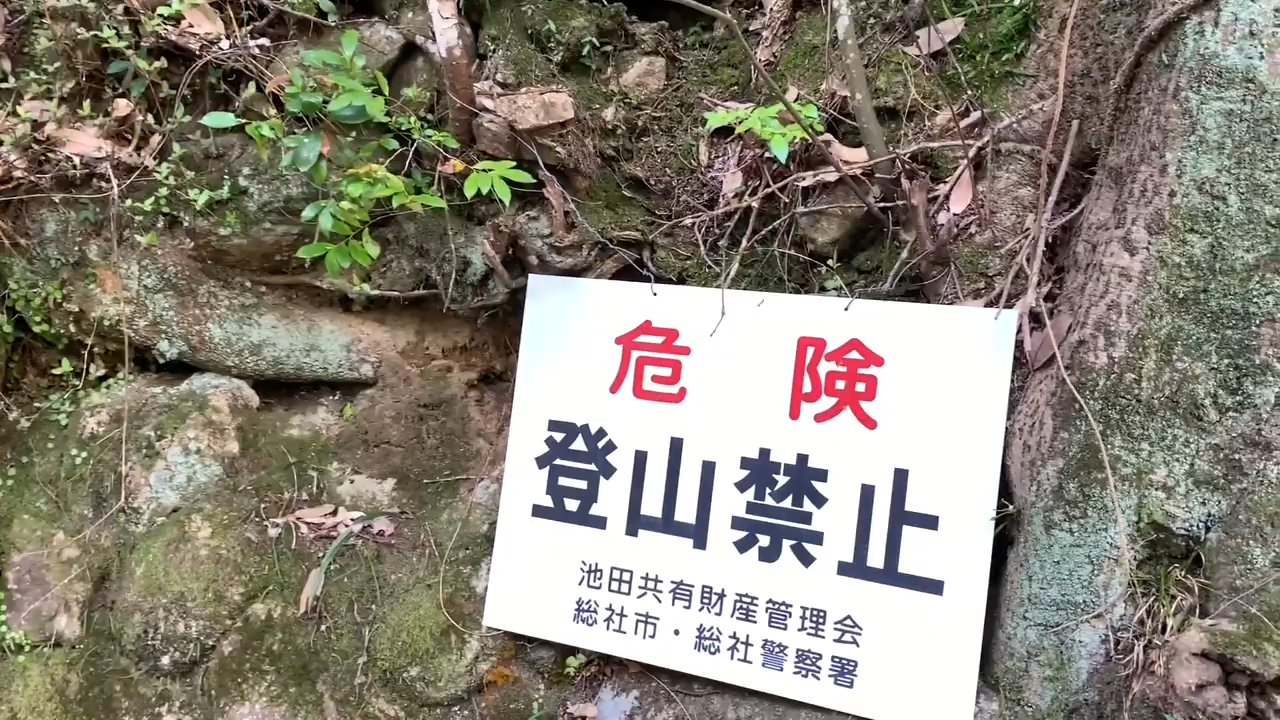 危 険
登山禁止
池田共有財産管理会
総社市・総社警察署